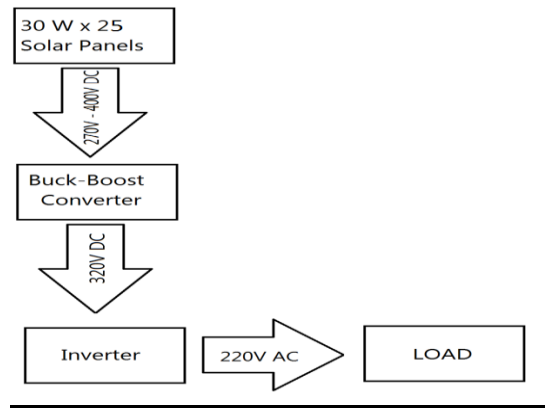 30 W x 25
Solar Panels
270V - 400V DC
Buck-Boost
Converter
320V DC
Inverter
220V AC
LOAD